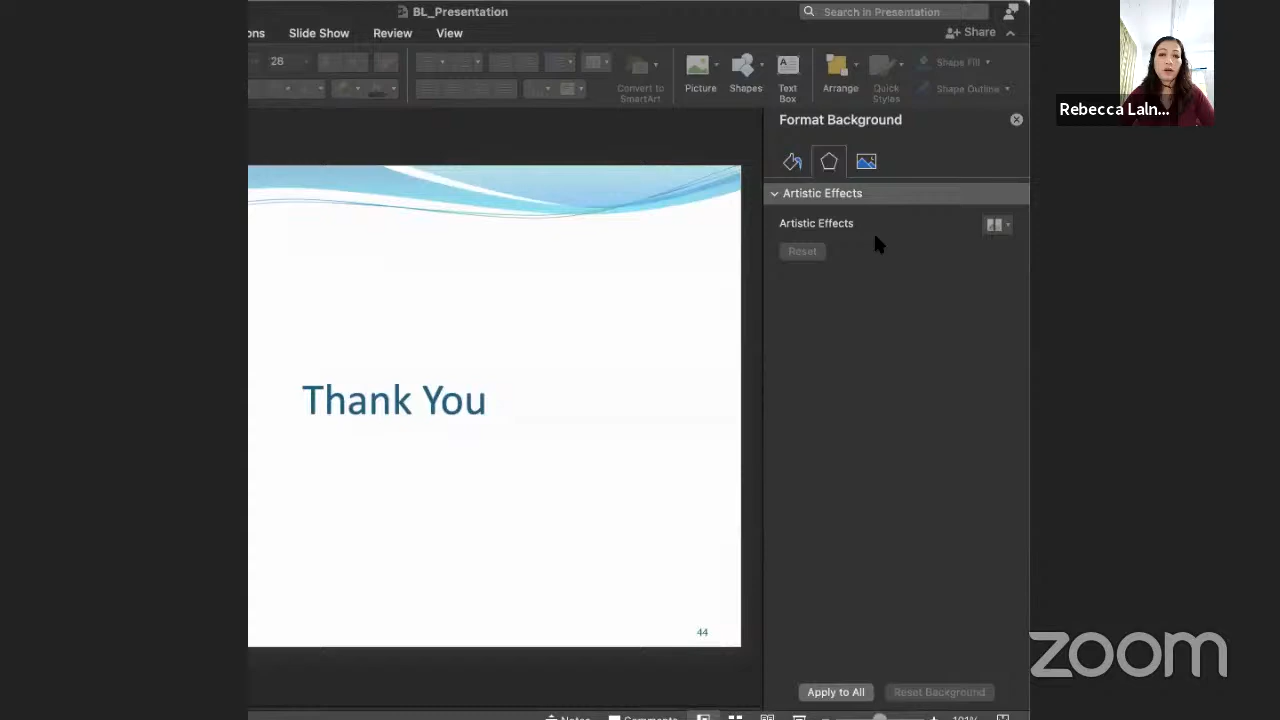 BL_Presentation
Search in Presentation
ons Slide Show Review View
Share
28
Convert to SmartArt
Picture
Shapes
Text Box
Arrange
Quick Styles
Shape Fill
Shape Outline
Format Background
Artistic Effects
Artistic Effects
Reset
Thank You
44
Apply to All Reset Background
Notes Comments 101%
Rebecca Laln...
zoom